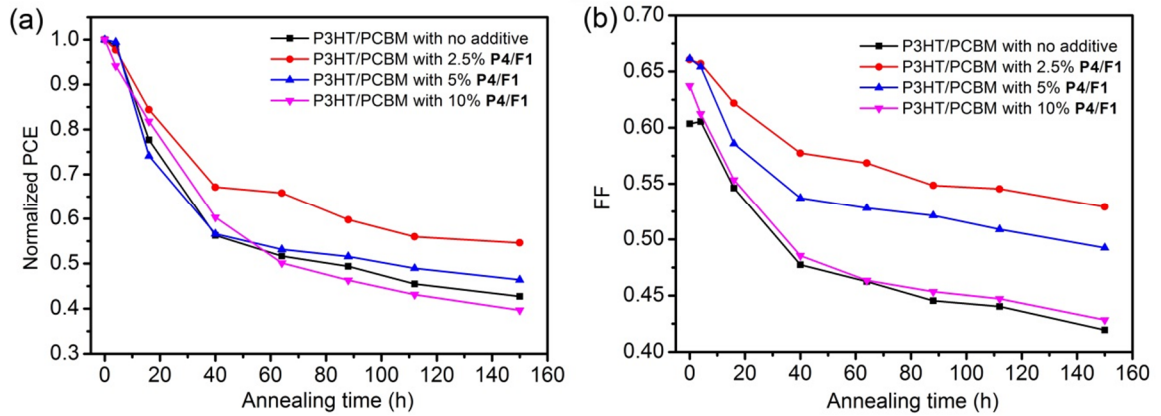 (a)
P3HT/PCBM with no additive
P3HT/PCBM with 2.5% P4/F1
P3HT/PCBM with 5% P4/F1
P3HT/PCBM with 10% P4/F1
Normalized PCE
1.0
0.9
0.8
0.7
0.6
0.5
0.4
0.3
0 20 40 60 80 100 120 140 160
Annealing time (h)
(b)
P3HT/PCBM with no additive
P3HT/PCBM with 2.5% P4/F1
P3HT/PCBM with 5% P4/F1
P3HT/PCBM with 10% P4/F1
FF
0.70
0.65
0.60
0.55
0.50
0.45
0.40
0 20 40 60 80 100 120 140 160
Annealing time (h)